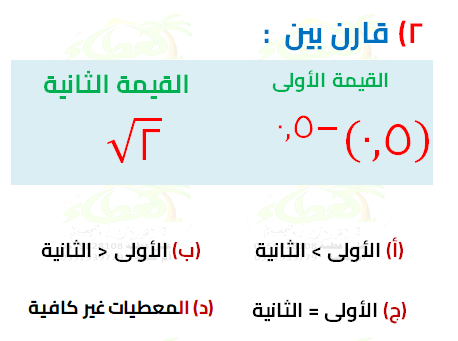 ٢) قارن بين :
القيمة الأولى القيمة الثانية
(٠,٥)^−٠,٥ √٢
(أ) الأولى < الثانية (ب) الأولى > الثانية
(ج) الأولى = الثانية (د) المعطيات غير كافية